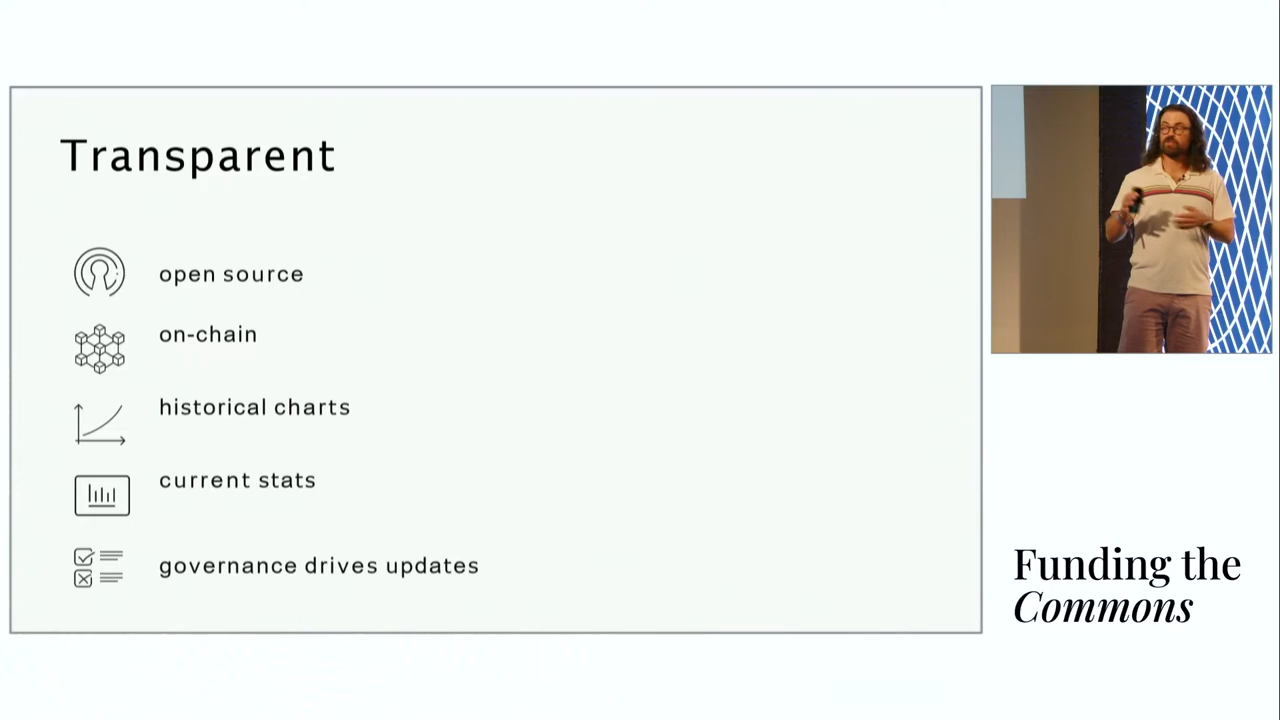 Transparent
open source
on-chain
historical charts
current stats
governance drives updates
Funding the
Commons